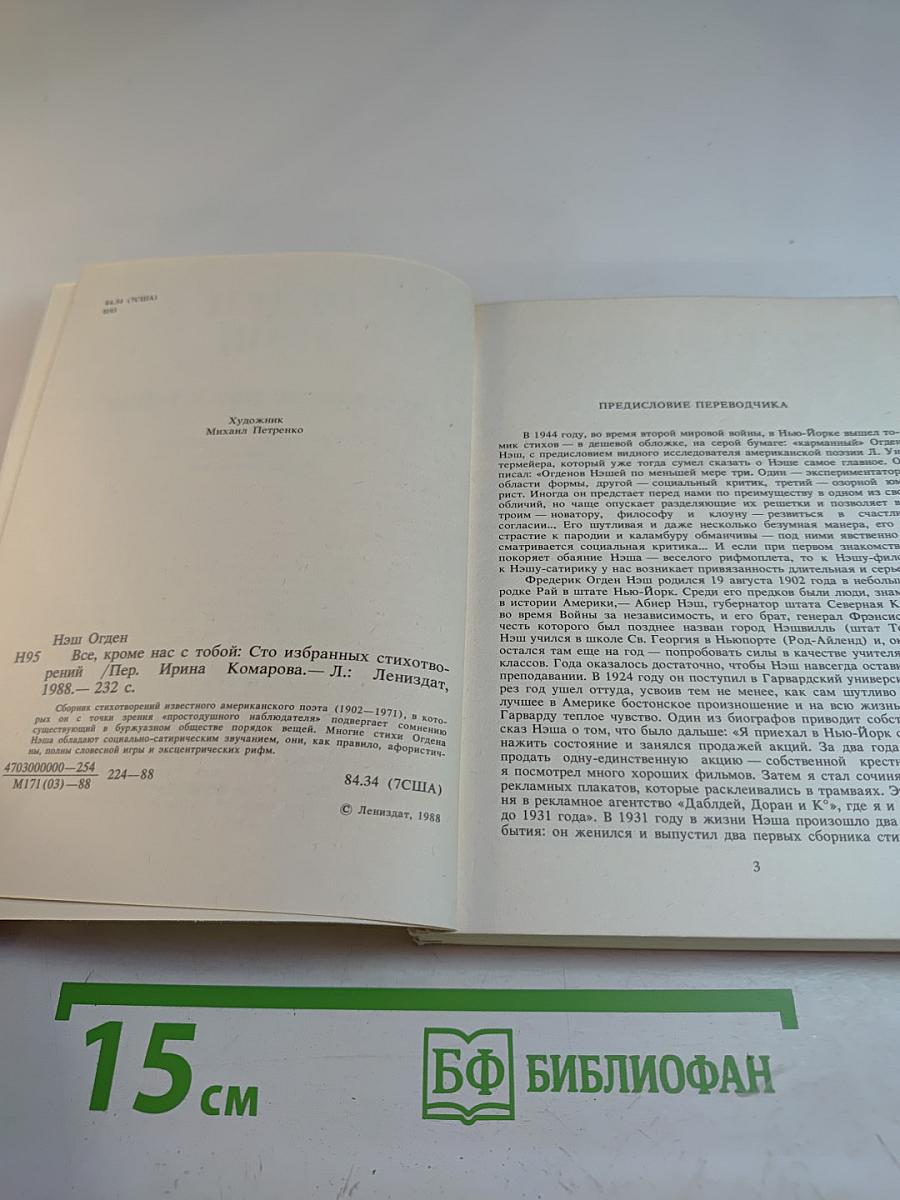 84.34 (7США)
Н95
Художник
Михаил Петренко
Нэш Огден
Н95 Все, кроме нас с тобой: Сто избранных стихотво-
рений /Пер. Ирина Комарова.— Л.: Лениздат,
1988.— 232 с.
Сборник стихотворений известного американского поэта (1902—1971), в кото-
рых он с точки зрения «простодушного наблюдателя» подвергает сомнению
существующий в буржуазном обществе порядок вещей. Многие стихи Огдена
Нэша обладают социально-сатирическим звучанием, они, как правило, афористич-
ны, полны словесной игры и эксцентрических рифм.
4703000000—254
М171(03)—88
224—88
84.34 (7США)
© Лениздат, 1988
ПРЕДИСЛОВИЕ ПЕРЕВОДЧИКА
В 1944 году, во время второй мировой войны, в Нью-Йорке вышел то-
мик стихов — в дешевой обложке, на серой бумаге: «карманный» Огден
Нэш, с предисловием видного исследователя американской поэзии Л. Ун-
термейера, который уже тогда сумел сказать о Нэше самое главное. О
писал: «Огденов Нэшей по меньшей мере три. Один — экспериментатор
области формы, другой — социальный критик, третий — озорной юмо-
рист. Иногда он предстает перед нами по преимуществу в одном из сво
обличий, но чаще опускает разделяющие их решетки и позволяет в
троим — новатору, философу и клоуну — резвиться в счастли
согласии... Его шутливая и даже несколько безумная манера, его
страстие к пародии и каламбуру обманчивы — под ними явственно
сматривается социальная критика... И если при первом знакомств
покоряет обаяние Нэша — веселого рифмоплета, то к Нэшу-фило
к Нэшу-сатирику у нас возникает привязанность длительная и серье
Фредерик Огден Нэш родился 19 августа 1902 года в небольш
родке Рай в штате Нью-Йорк. Среди его предков были люди, знам
в истории Америки,— Абнер Нэш, губернатор штата Северная К
во время Войны за независимость, и его брат, генерал Фрэнсис
честь которого был позднее назван город Нэшвилль (штат Те
Нэш учился в школе Св. Георгия в Ньюпорте (Род-Айленд) и, он
остался там еще на год — попробовать силы в качестве учителя
классов. Года оказалось достаточно, чтобы Нэш навсегда остави
преподавании. В 1924 году он поступил в Гарвардский универси
рез год ушел оттуда, усвоив тем не менее, как сам шутливо
лучшее в Америке бостонское произношение и на всю жизнь
Гарварду теплое чувство. Один из биографов приводит собст
сказ Нэша о том, что было дальше: «Я приехал в Нью-Йорк с
нажить состояние и занялся продажей акций. За два года
продать одну-единственную акцию — собственной крестн
я посмотрел много хороших фильмов. Затем я стал сочиня
рекламных плакатов, которые расклеивались в трамваях. Э
ня в рекламное агентство «Даблдей, Доран и К°», где я и
до 1931 года». В 1931 году в жизни Нэша произошло два
бытия: он женился и выпустил два первых сборника сти
3
15 см
БФ БИБЛИОФАН